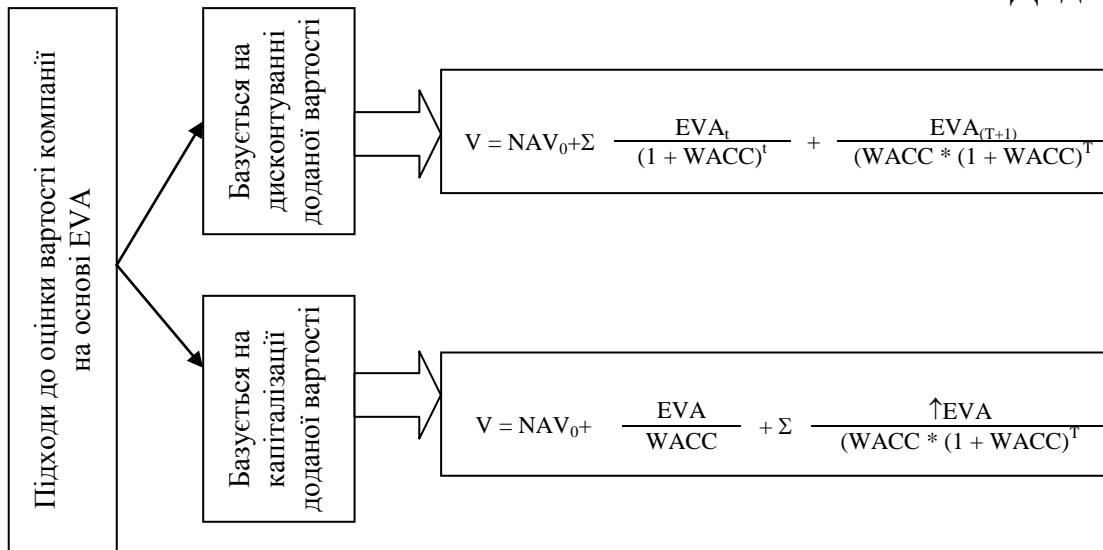 Підходи до оцінки вартості компанії
на основі EVA
Базується на
дисконтуванні
доданої вартості
V = NAV₀+Σ EVAₜ / (1 + WACC)ᵗ + EVA₍T+1₎ / (WACC * (1 + WACC)ᵀ
Базується на
капіталізації
доданої вартості
V = NAV₀+ EVA / WACC + Σ ↑EVA / (WACC * (1 + WACC)ᵀ